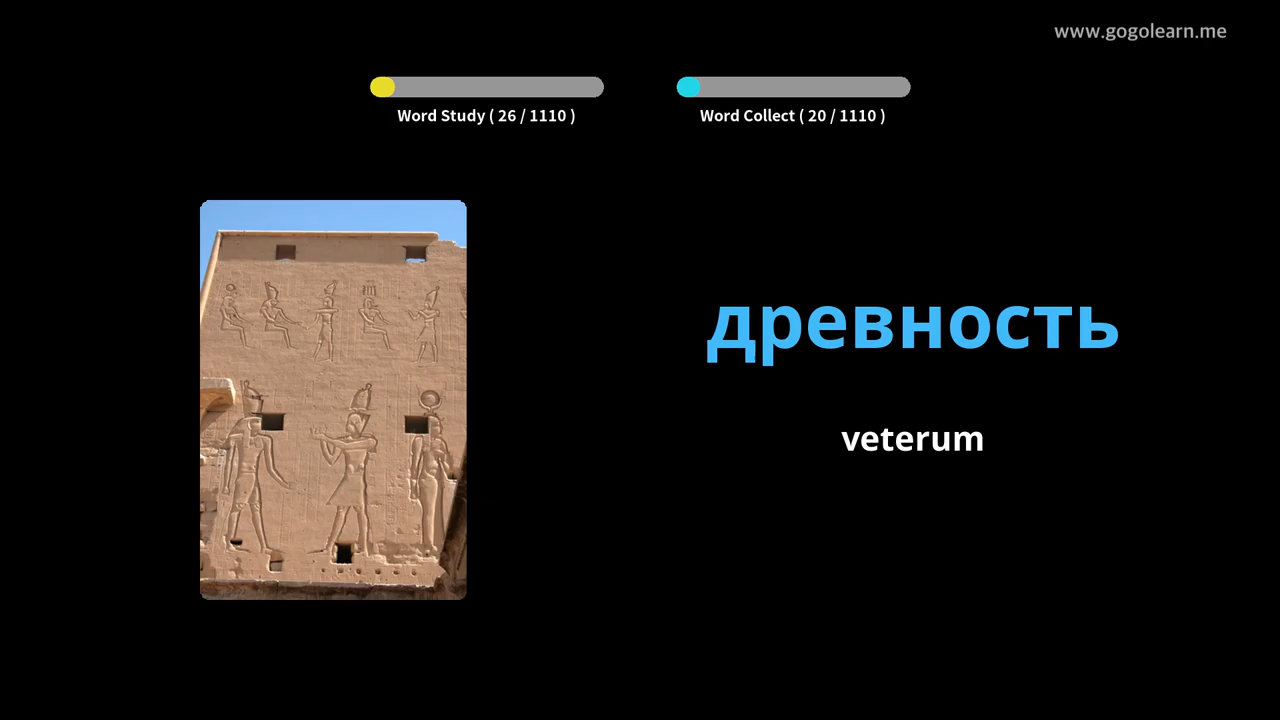 www.gogolearn.me
Word Study ( 26 / 1110 )
Word Collect ( 20 / 1110 )
древность
veterum